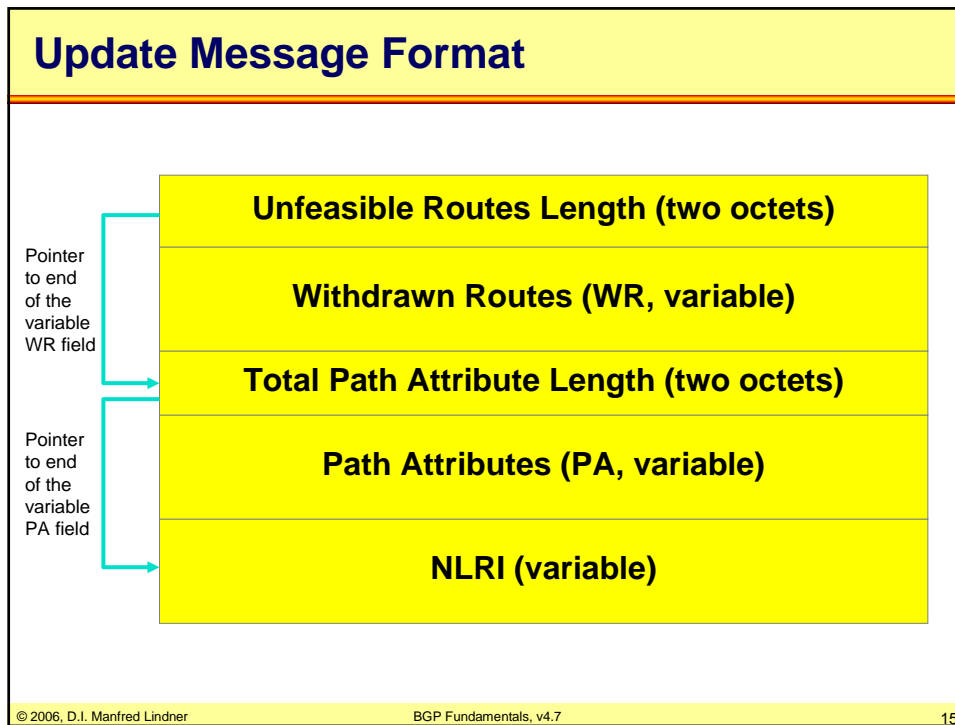 Update Message Format
Unfeasible Routes Length (two octets)
Pointer
to end
of the
variable
WR field
Withdrawn Routes (WR, variable)
Total Path Attribute Length (two octets)
Pointer
to end
of the
variable
PA field
Path Attributes (PA, variable)
NLRI (variable)
© 2006, D.I. Manfred Lindner
BGP Fundamentals, v4.7
15